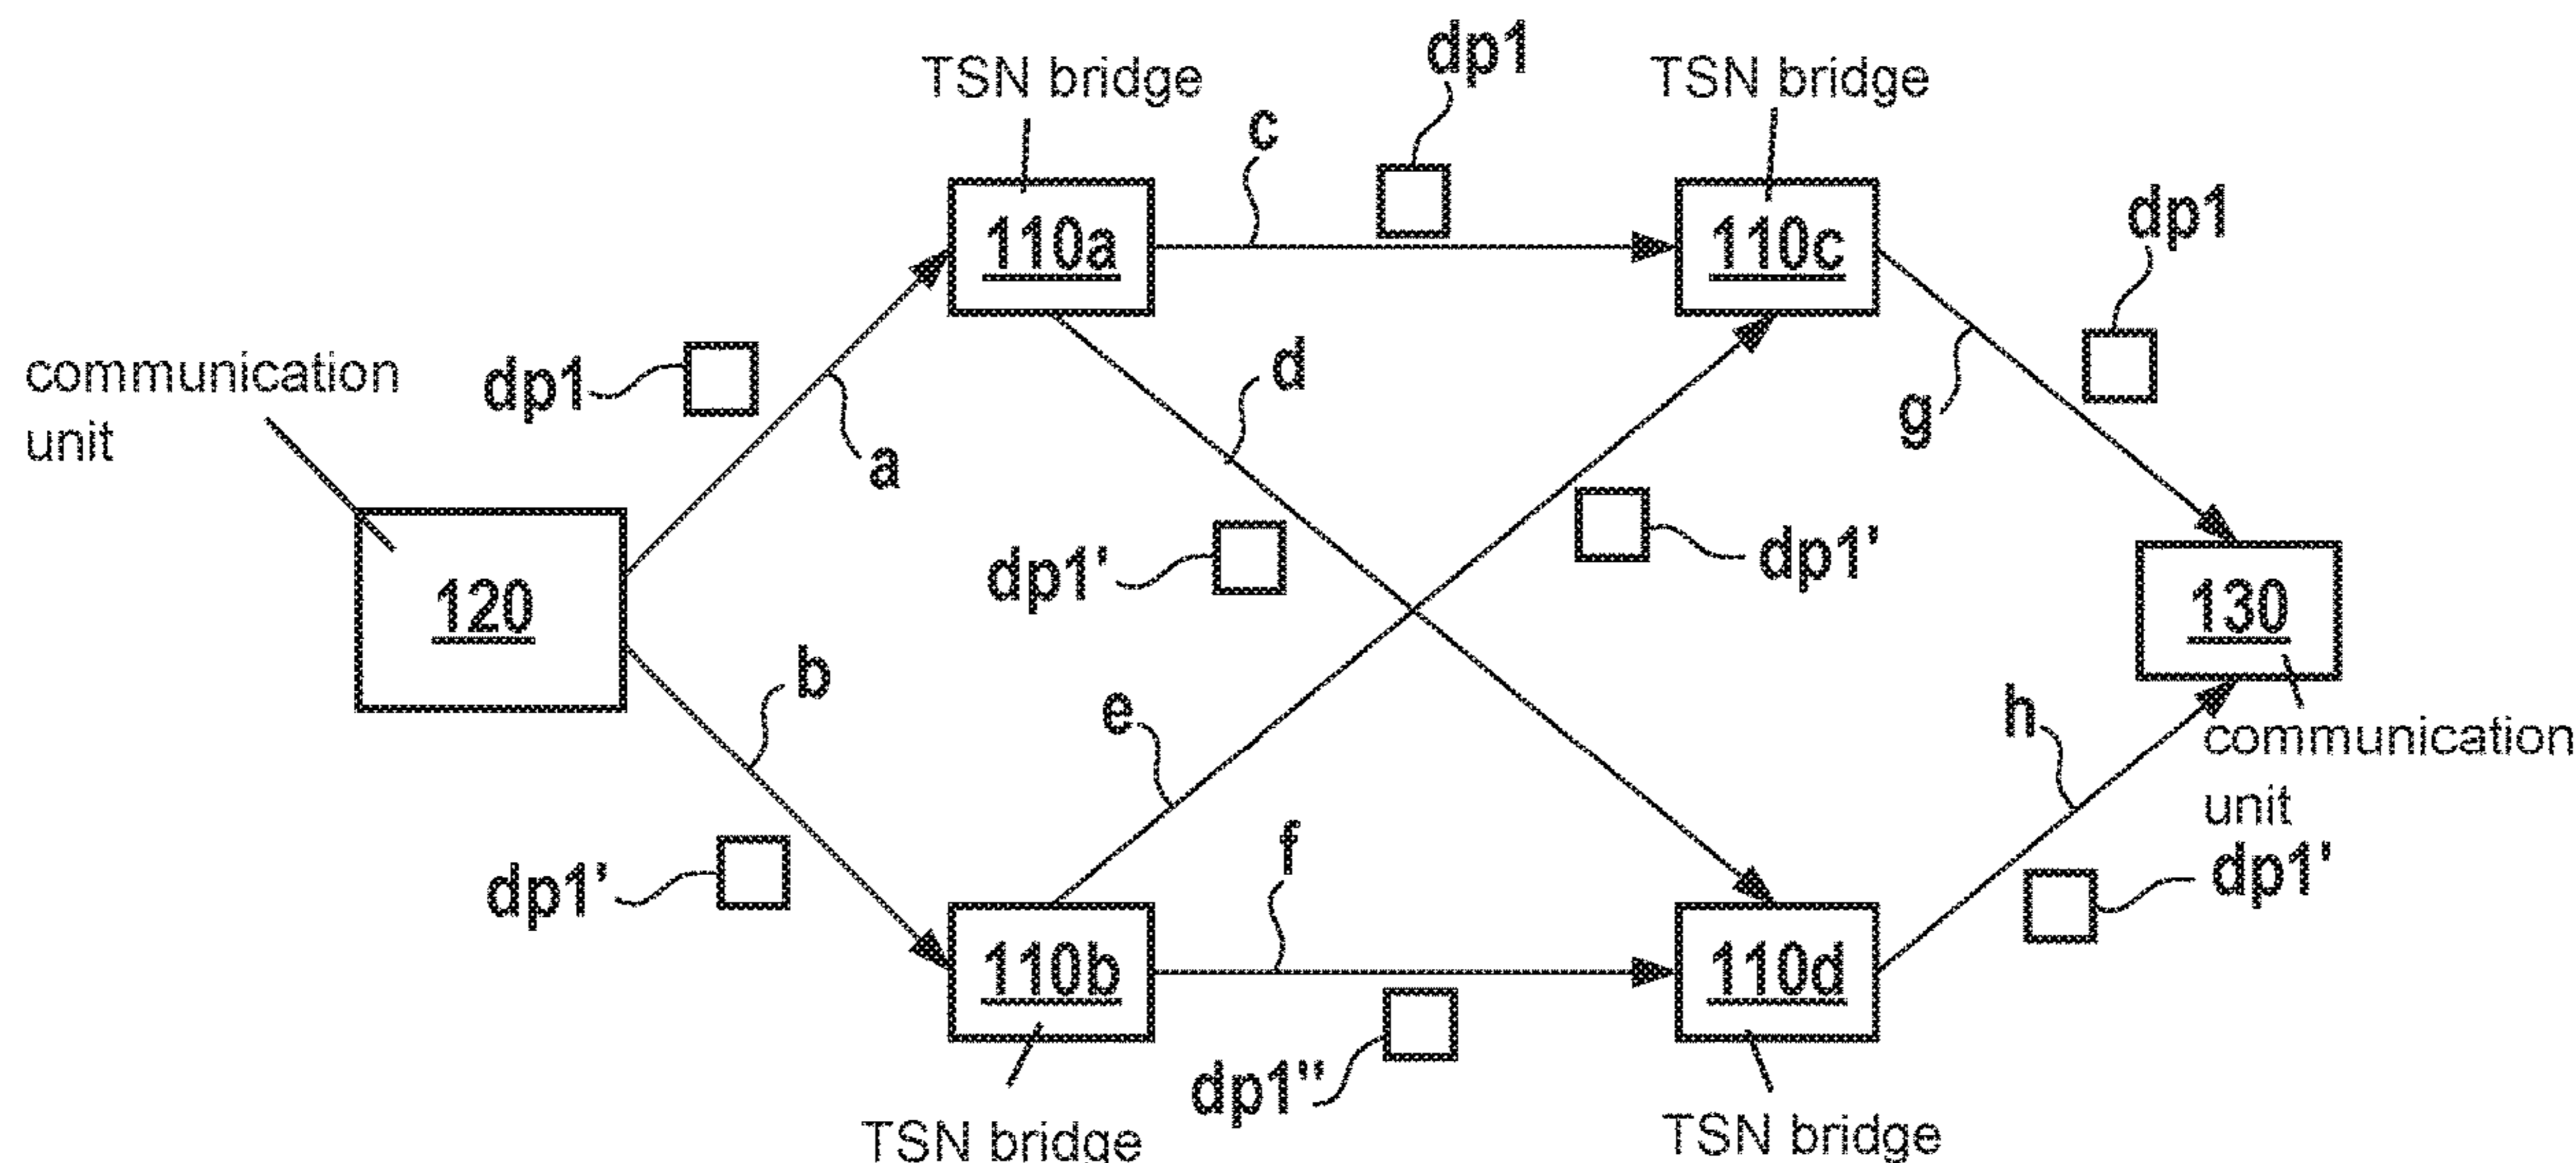 dp1
TSN bridge
TSN bridge
c
dp1
110a
110c
communication
unit
dp1
a
d
g
dp1'
dp1'
120
130
b
e
h
communication
unit
f
dp1'
dp1'
110b
110d
dp1''
TSN bridge
TSN bridge